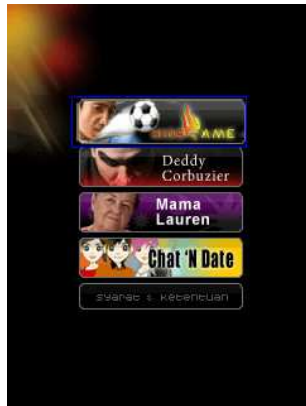 Deddy
Corbuzier
Mama
Lauren
Chat 'N Date
syarat & ketentuan